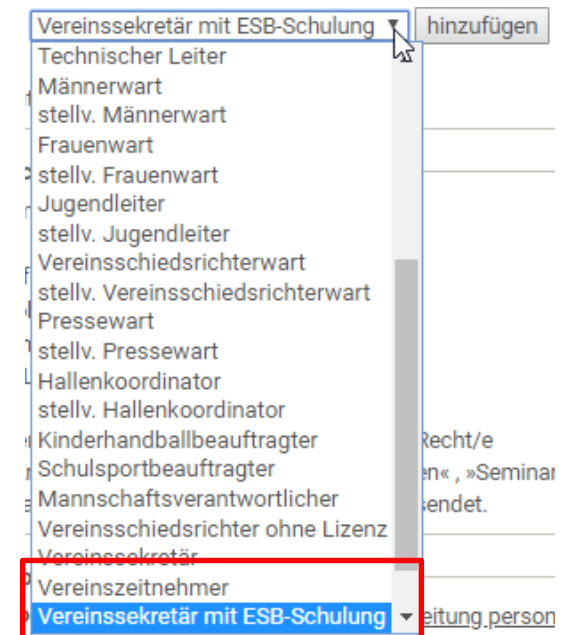 Vereinssekretär mit ESB-Schulung hinzufügen
Technischer Leiter
Männerwart
stellv. Männerwart
Frauenwart
stellv. Frauenwart
Jugendleiter
stellv. Jugendleiter
Vereinsschiedsrichterwart
stellv. Vereinsschiedsrichterwart
Pressewart
stellv. Pressewart
Hallenkoordinator
stellv. Hallenkoordinator
Kinderhandballbeauftragter Recht/e
Schulsportbeauftragter en« , »Seminar
Mannschaftsverantwortlicher sendet.
Vereinsschiedsrichter ohne Lizenz
Vereinssekretär
Vereinszeitnehmer
Vereinssekretär mit ESB-Schulung eitung person